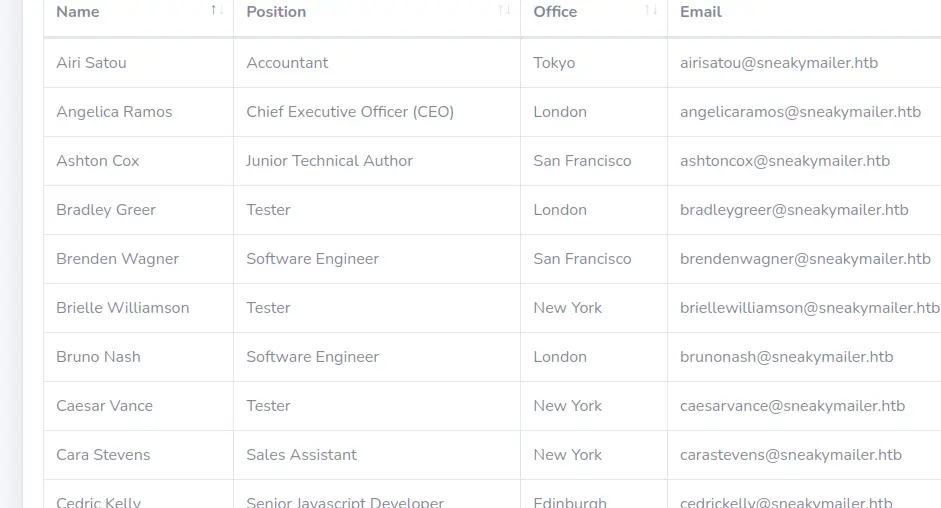 Name ↑↓ Position ↑↓ Office ↑↓ Email
Airi Satou Accountant Tokyo airisatou@sneakymailer.htb
Angelica Ramos Chief Executive Officer (CEO) London angelicaramos@sneakymailer.htb
Ashton Cox Junior Technical Author San Francisco ashtoncox@sneakymailer.htb
Bradley Greer Tester London bradleygreer@sneakymailer.htb
Brenden Wagner Software Engineer San Francisco brendenwagner@sneakymailer.htb
Brielle Williamson Tester New York briellewilliamson@sneakymailer.htb
Bruno Nash Software Engineer London brunonash@sneakymailer.htb
Caesar Vance Tester New York caesarvance@sneakymailer.htb
Cara Stevens Sales Assistant New York carastevens@sneakymailer.htb
Cedric Kelly Senior Javascript Developer Edinburgh cedrickelly@sneakymailer.htb